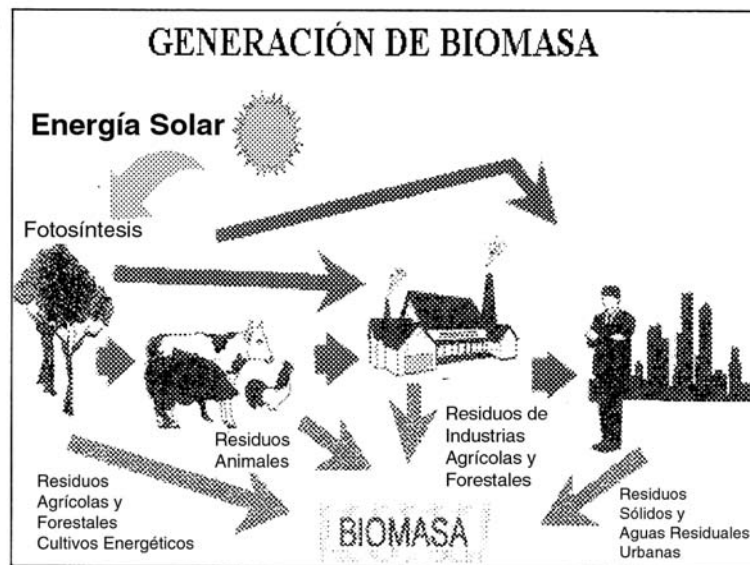 GENERACIÓN DE BIOMASA
Energía Solar
Fotosíntesis
Residuos
Animales
Residuos de
Industrias
Agrícolas y
Forestales
Residuos
Agrícolas y
Forestales
Cultivos Energéticos
BIOMASA
Residuos
Sólidos y
Aguas Residuales
Urbanas